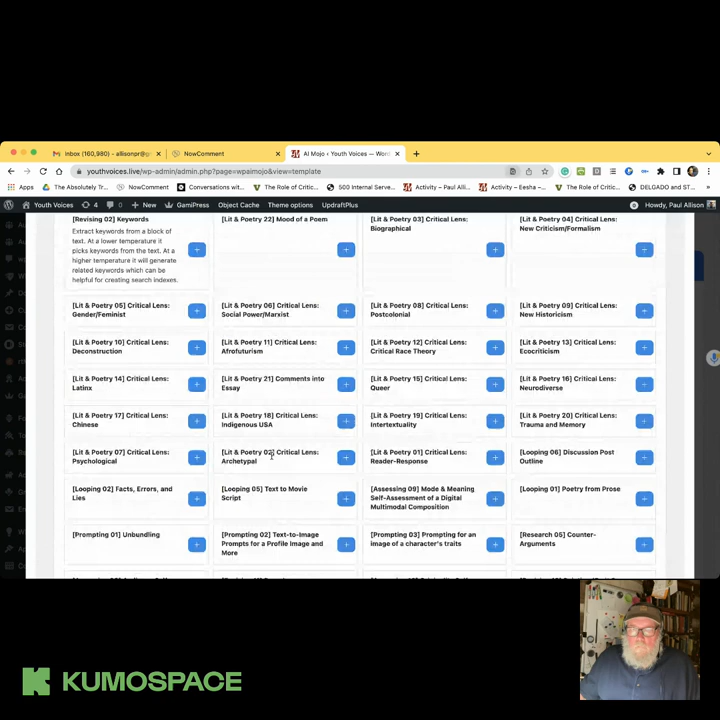 Inbox (160,980) - allisonpr@g
NowComment
AI Mojo ‹ Youth Voices — Wor
youthvoices.live/wp-admin/admin.php?page=wpaimojo&view=template
Apps
The Absolutely Tr...
NowComment
Conversations wit...
The Role of Critic...
500 Internal Serve...
Activity – Paul Alli...
Activity – Eesha –...
The Role of Critic...
DELGADO and ST...
Youth Voices
4
0
New
GamiPress
Object Cache
Theme options
UpdraftPlus
Howdy, Paul Allison
[Revising 02] Keywords
Extract keywords from a block of
text. At a lower temperature it
picks keywords from the text. At a
higher temperature it will generate
related keywords which can be
helpful for creating search indexes.
[Lit & Poetry 22] Mood of a Poem
[Lit & Poetry 03] Critical Lens:
Biographical
[Lit & Poetry 04] Critical Lens:
New Criticism/Formalism
[Lit & Poetry 05] Critical Lens:
Gender/Feminist
[Lit & Poetry 06] Critical Lens:
Social Power/Marxist
[Lit & Poetry 08] Critical Lens:
Postcolonial
[Lit & Poetry 09] Critical Lens:
New Historicism
[Lit & Poetry 10] Critical Lens:
Deconstruction
[Lit & Poetry 11] Critical Lens:
Afrofuturism
[Lit & Poetry 12] Critical Lens:
Critical Race Theory
[Lit & Poetry 13] Critical Lens:
Ecocriticism
[Lit & Poetry 14] Critical Lens:
Latinx
[Lit & Poetry 21] Comments into
Essay
[Lit & Poetry 15] Critical Lens:
Queer
[Lit & Poetry 16] Critical Lens:
Neurodiverse
[Lit & Poetry 17] Critical Lens:
Chinese
[Lit & Poetry 18] Critical Lens:
Indigenous USA
[Lit & Poetry 19] Critical Lens:
Intertextuality
[Lit & Poetry 20] Critical Lens:
Trauma and Memory
[Lit & Poetry 07] Critical Lens:
Psychological
[Lit & Poetry 02] Critical Lens:
Archetypal
[Lit & Poetry 01] Critical Lens:
Reader-Response
[Looping 06] Discussion Post
Outline
[Looping 02] Facts, Errors, and
Lies
[Looping 05] Text to Movie
Script
[Assessing 09] Mode & Meaning
Self-Assessment of a Digital
Multimodal Composition
[Looping 01] Poetry from Prose
[Prompting 01] Unbundling
[Prompting 02] Text-to-Image
Prompts for a Profile Image and
More
[Prompting 03] Prompting for an
image of a character's traits
[Research 05] Counter-
Arguments
KUMOSPACE